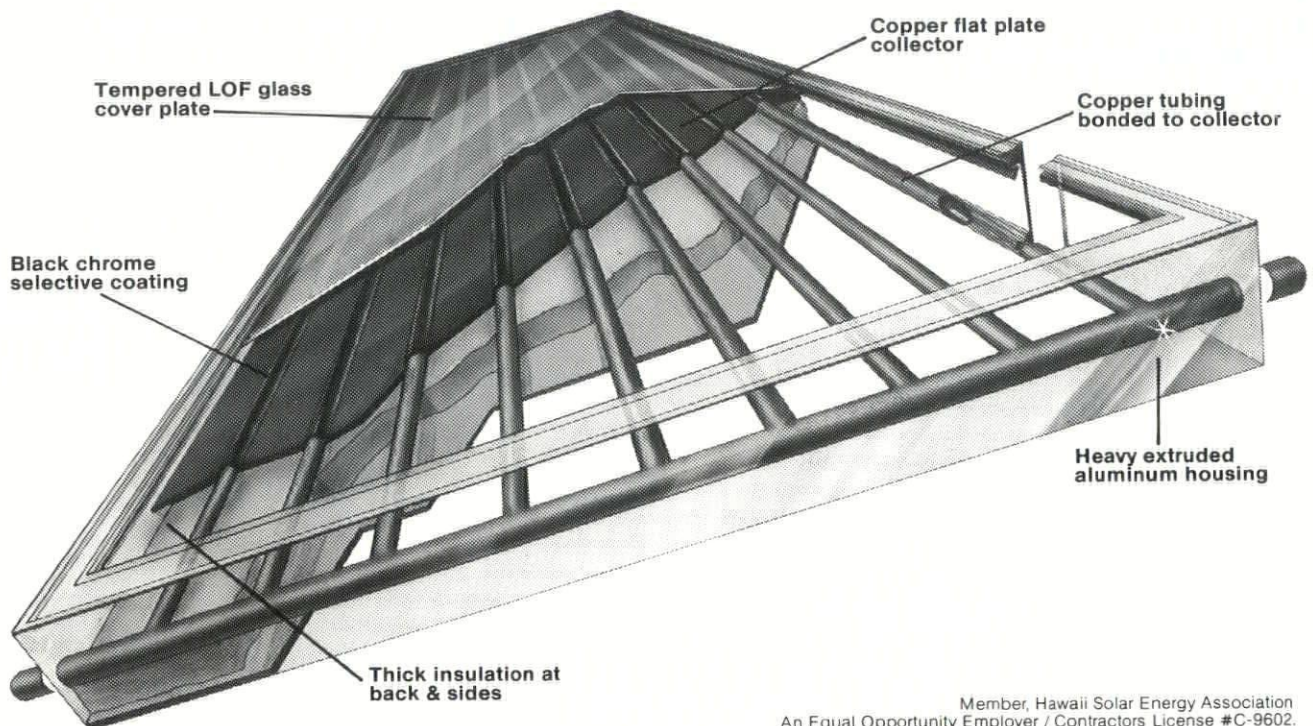 Copper flat plate
collector
Tempered LOF glass
cover plate
Copper tubing
bonded to collector
Black chrome
selective coating
Heavy extruded
aluminum housing
Thick insulation at
back & sides
Member, Hawaii Solar Energy Association
An Equal Opportunity Employer / Contractors License #C-9602.